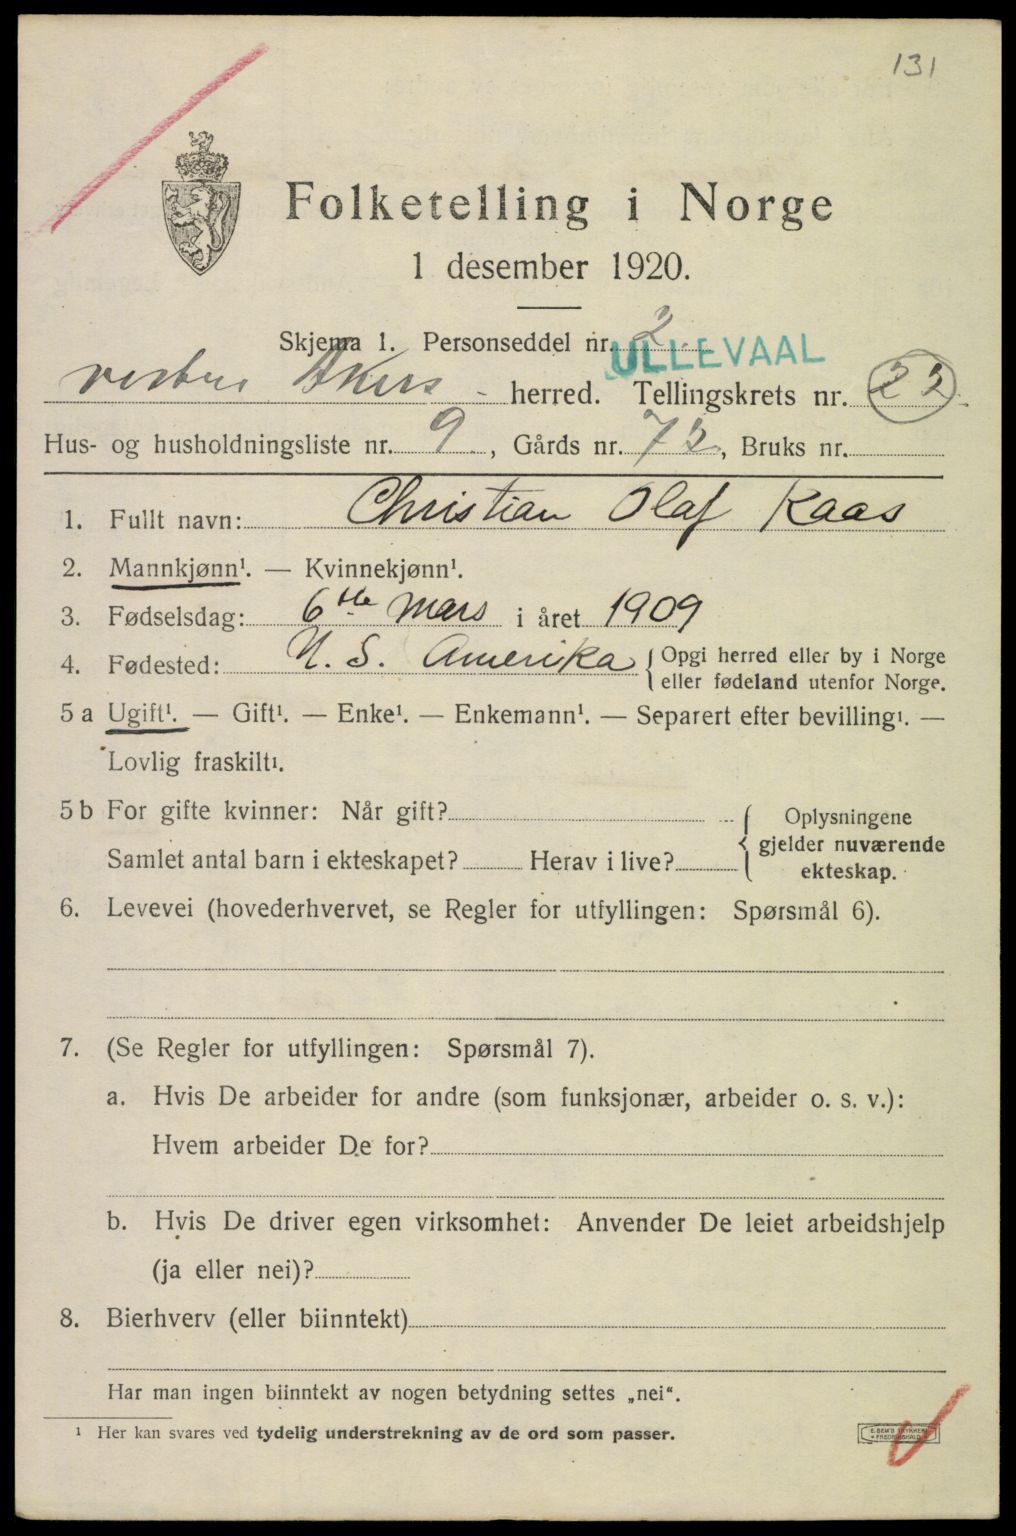 131
Folketelling i Norge
1 desember 1920.
Skjema 1. Personseddel nr. 2
ULLEVAAL
vestre Akers herred. Tellingskrets nr. 22
Hus- og husholdningsliste nr. 9, Gårds nr. 72, Bruks nr.
1. Fullt navn: Christian Olaf Kaas
2. Mannkjønn¹. — Kvinnekjønn¹.
3. Fødselsdag: 6te Mars i året 1909
4. Fødested: U. S. Amerika { Opgi herred eller by i Norge
eller fødeland utenfor Norge.
5 a Ugift¹. — Gift¹. — Enke¹. — Enkemann¹. — Separert efter bevilling¹. —
Lovlig fraskilt¹.
5 b For gifte kvinner: Når gift?
Samlet antal barn i ekteskapet? Herav i live?
{ Oplysningene
gjelder nuværende
ekteskap.
6. Levevei (hovederhvervet, se Regler for utfyllingen: Spørsmål 6).
7. (Se Regler for utfyllingen: Spørsmål 7).
a. Hvis De arbeider for andre (som funksjonær, arbeider o. s. v.):
Hvem arbeider De for?
b. Hvis De driver egen virksomhet: Anvender De leiet arbeidshjelp
(ja eller nei)?
8. Bierhverv (eller biinntekt)
Har man ingen biinntekt av nogen betydning settes „nei“.
¹ Her kan svares ved tydelig understrekning av de ord som passer.
E. SEM'S TRYKKERI
FREDRIKSHALD